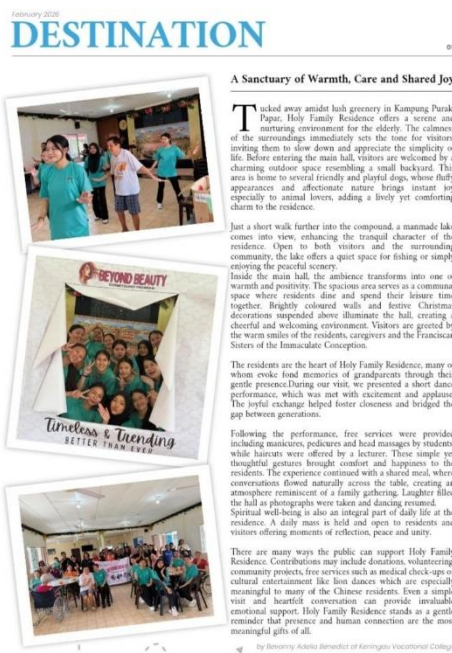 February 2026
DESTINATION
A Sanctuary of Warmth, Care and Shared Joy
Tucked away amidst lush greenery in Kampung Purak
Papar, Holy Family Residence offers a serene and
nurturing environment for the elderly. The calmness
of the surroundings immediately sets the tone for visitors
inviting them to slow down and appreciate the simplicity o
life. Before entering the main hall, visitors are welcomed by
charming outdoor space resembling a small backyard. This
area is home to several friendly and playful dogs, whose fluffy
appearances and affectionate nature brings instant joy
especially to animal lovers, adding a lively yet comforting
charm to the residence.
Just a short walk further into the compound, a manmade lake
comes into view, enhancing the tranquil character of the
residence. Open to both visitors and the surrounding
community, the lake offers a quiet space for fishing or simply
enjoying the peaceful scenery.
Inside the main hall, the ambience transforms into one o
warmth and positivity. The spacious area serves as a communa
space where residents dine and spend their leisure time
together. Brightly coloured walls and festive Christma
decorations suspended above illuminate the hall, creating
cheerful and welcoming environment. Visitors are greeted by
the warm smiles of the residents, caregivers and the Franciscan
Sisters of the Immaculate Conception.
The residents are the heart of Holy Family Residence, many o
whom evoke fond memories of grandparents through thei
gentle presence.During our visit, we presented a short dance
performance, which was met with excitement and applause
The joyful exchange helped foster closeness and bridged the
gap between generations.
Following the performance, free services were provided
including manicures, pedicures and head massages by students
while haircuts were offered by a lecturer. These simple ye
thoughtful gestures brought comfort and happiness to the
residents. The experience continued with a shared meal, where
conversations flowed naturally across the table, creating an
atmosphere reminiscent of a family gathering. Laughter filled
the hall as photographs were taken and dancing resumed.
Spiritual well-being is also an integral part of daily life at the
residence. A daily mass is held and open to residents and
visitors offering moments of reflection, peace and unity.
There are many ways the public can support Holy Family
Residence. Contributions may include donations, volunteering
community projects, free services such as medical check-ups o
cultural entertainment like lion dances which are especially
meaningful to many of the Chinese residents. Even a simple
visit and heartfelt conversation can provide invaluable
emotional support. Holy Family Residence stands as a gentle
reminder that presence and human connection are the mos
meaningful gifts of all.
by Bevanny Adelia Benedict of Keningau Vocational College
BEYOND BEAUTY
Timeless & Trending
BETTER THAN EVER